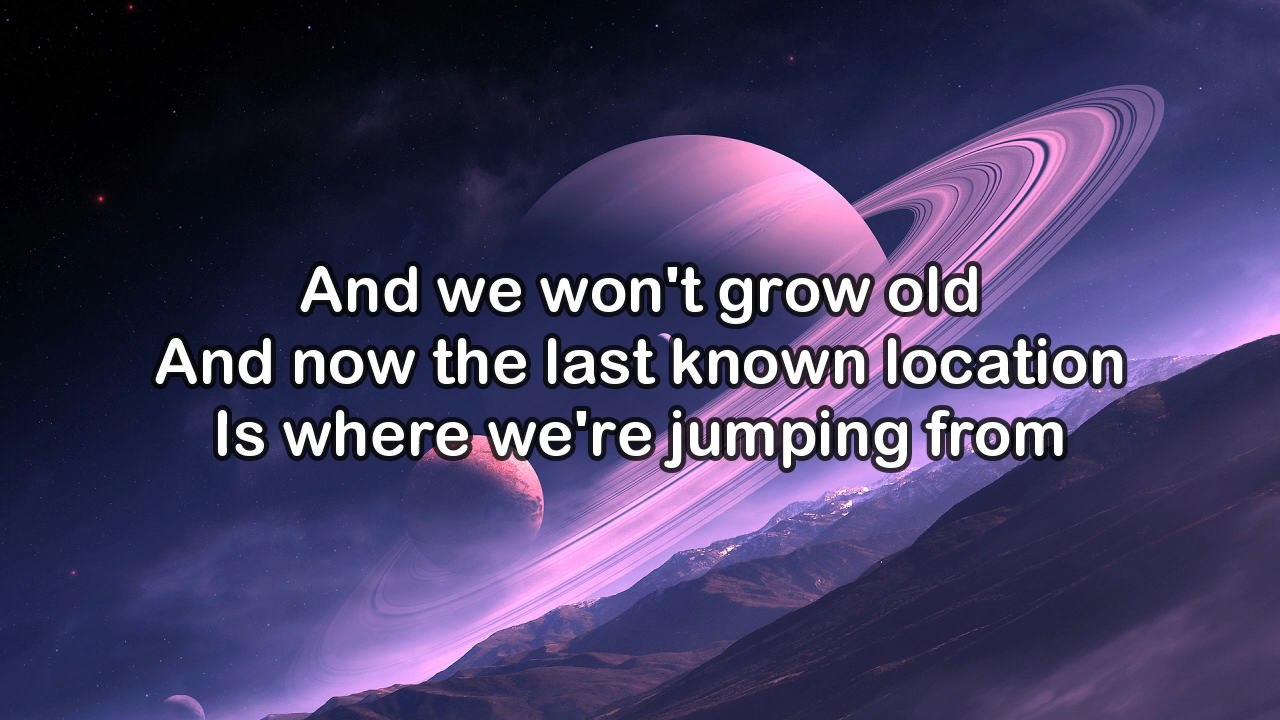 And we won't grow old
And now the last known location
Is where we're jumping from